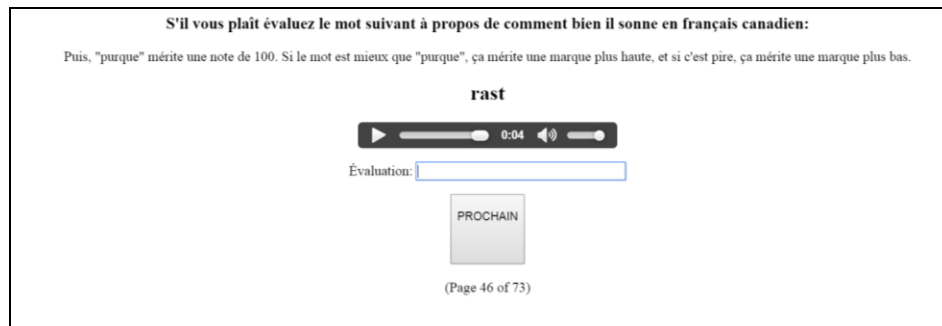 S'il vous plaît évaluez le mot suivant à propos de comment bien il sonne en français canadien:
Puis, "purque" mérite une note de 100. Si le mot est mieux que "purque", ça mérite une marque plus haute, et si c'est pire, ça mérite une marque plus bas.
rast
0:04
Évaluation:
PROCHAIN
(Page 46 of 73)